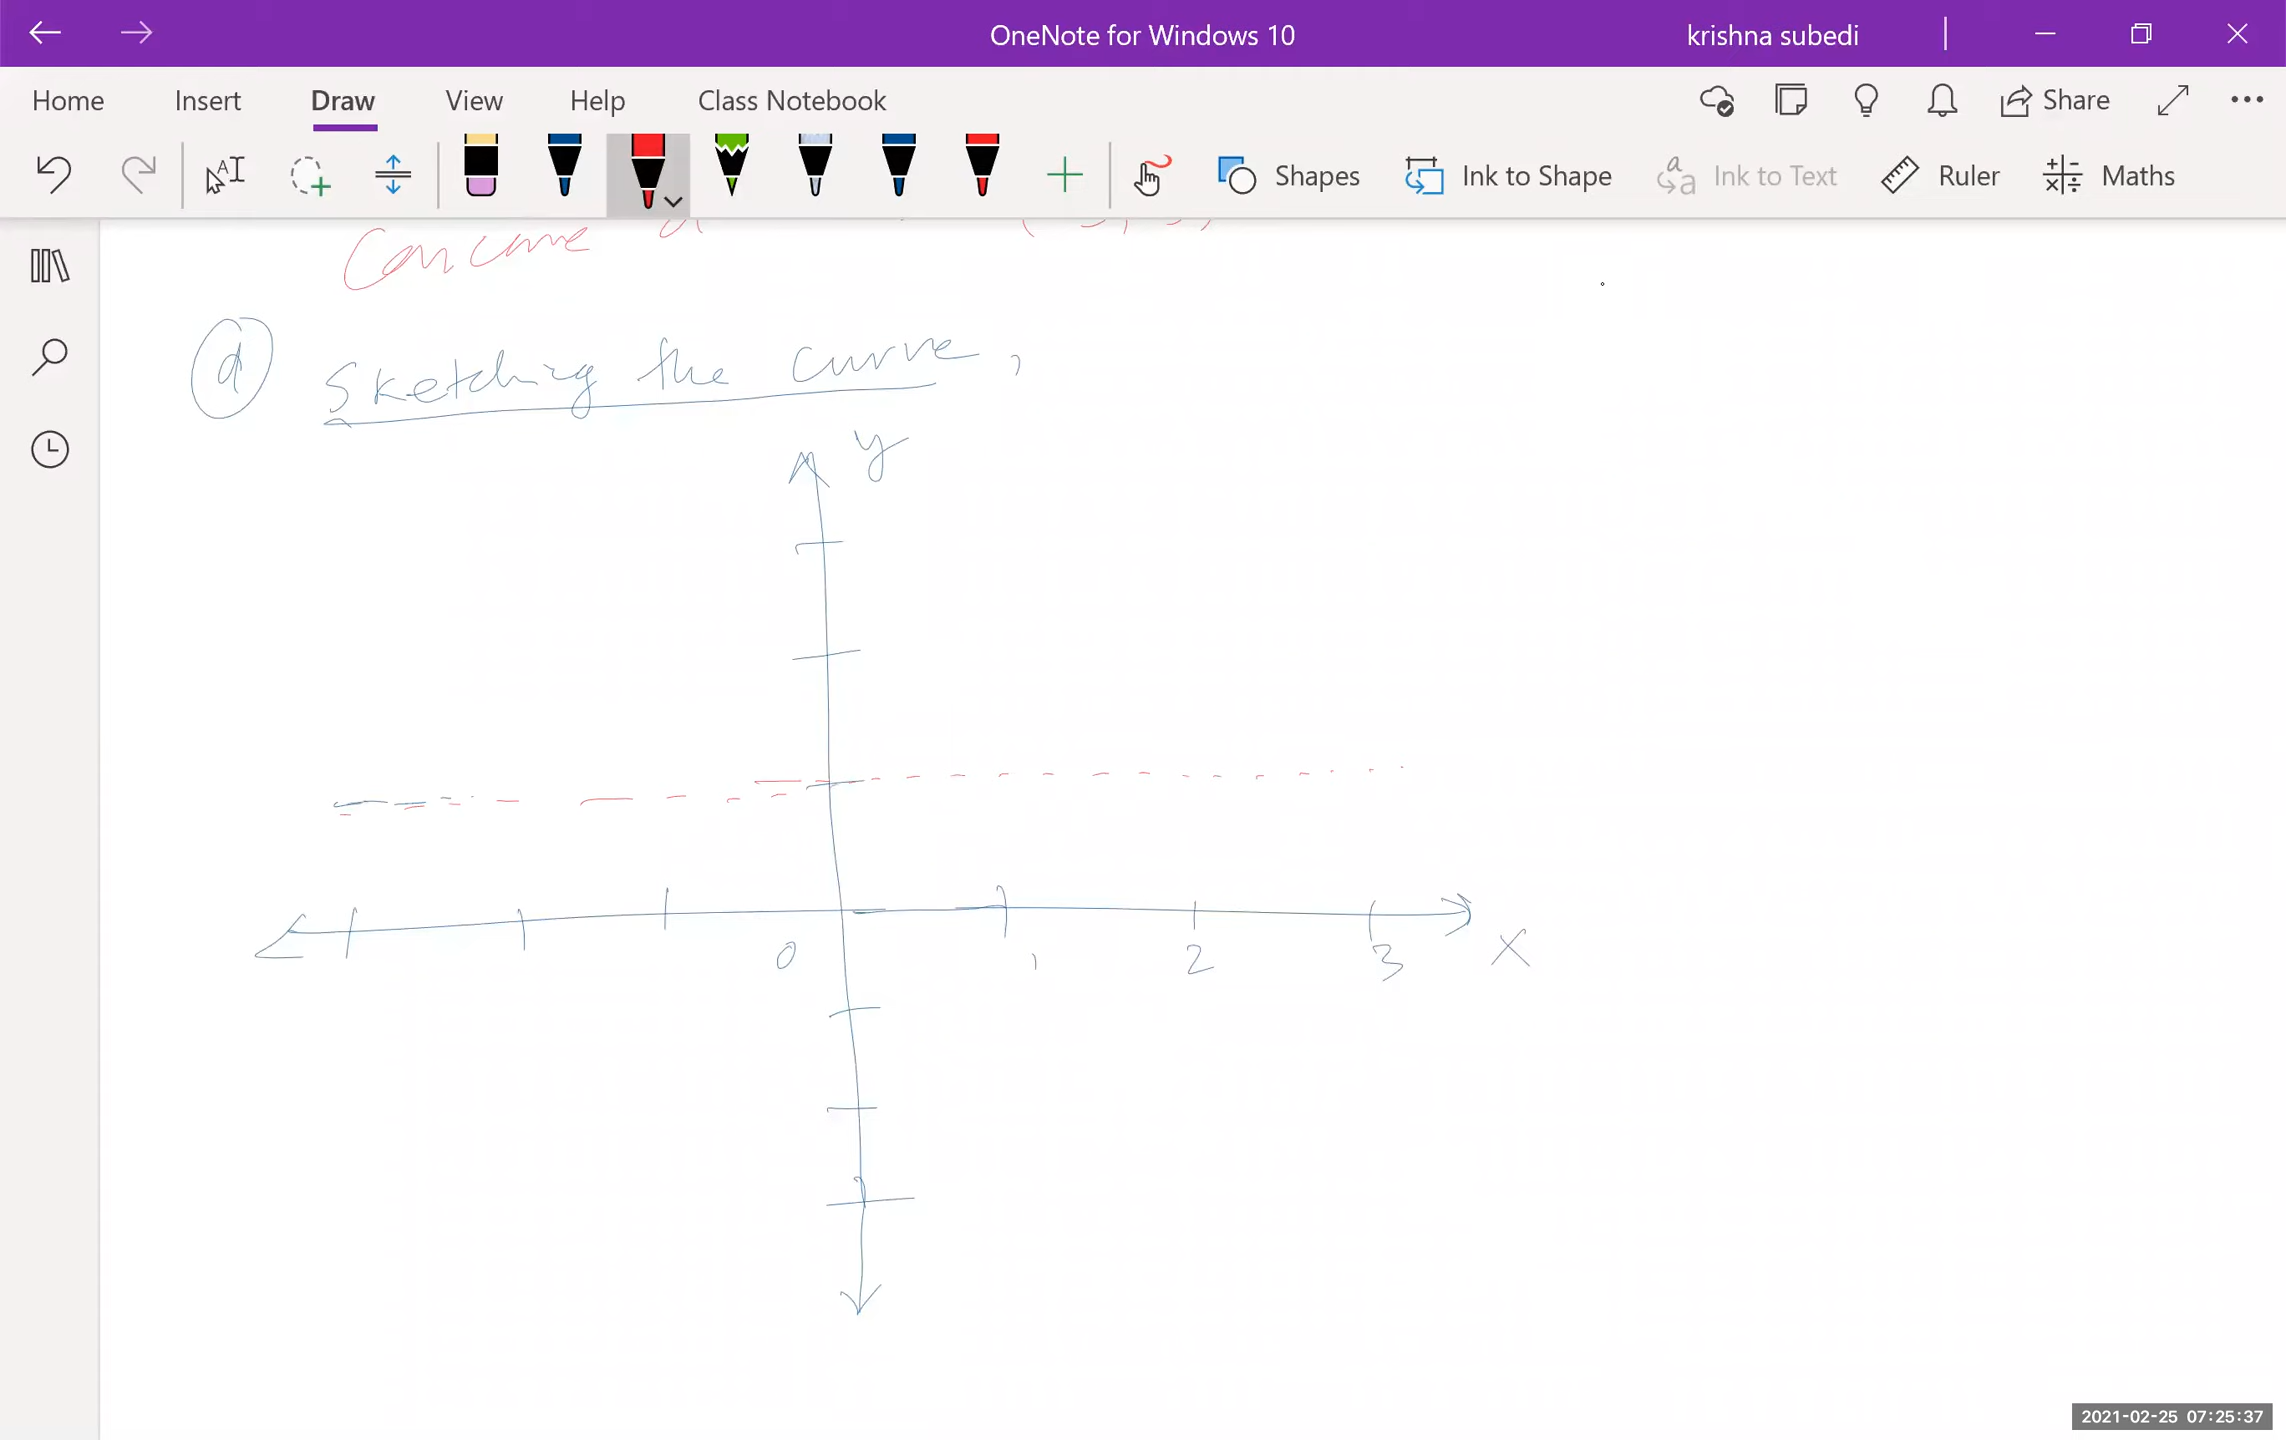 OneNote for Windows 10 krishna subedi
Home Insert Draw View Help Class Notebook Share
Shapes Ink to Shape Ink to Text Ruler Maths
Concave
d Sketching the curve,
y
0 1 2 3 X
2021-02-25 07:25:37